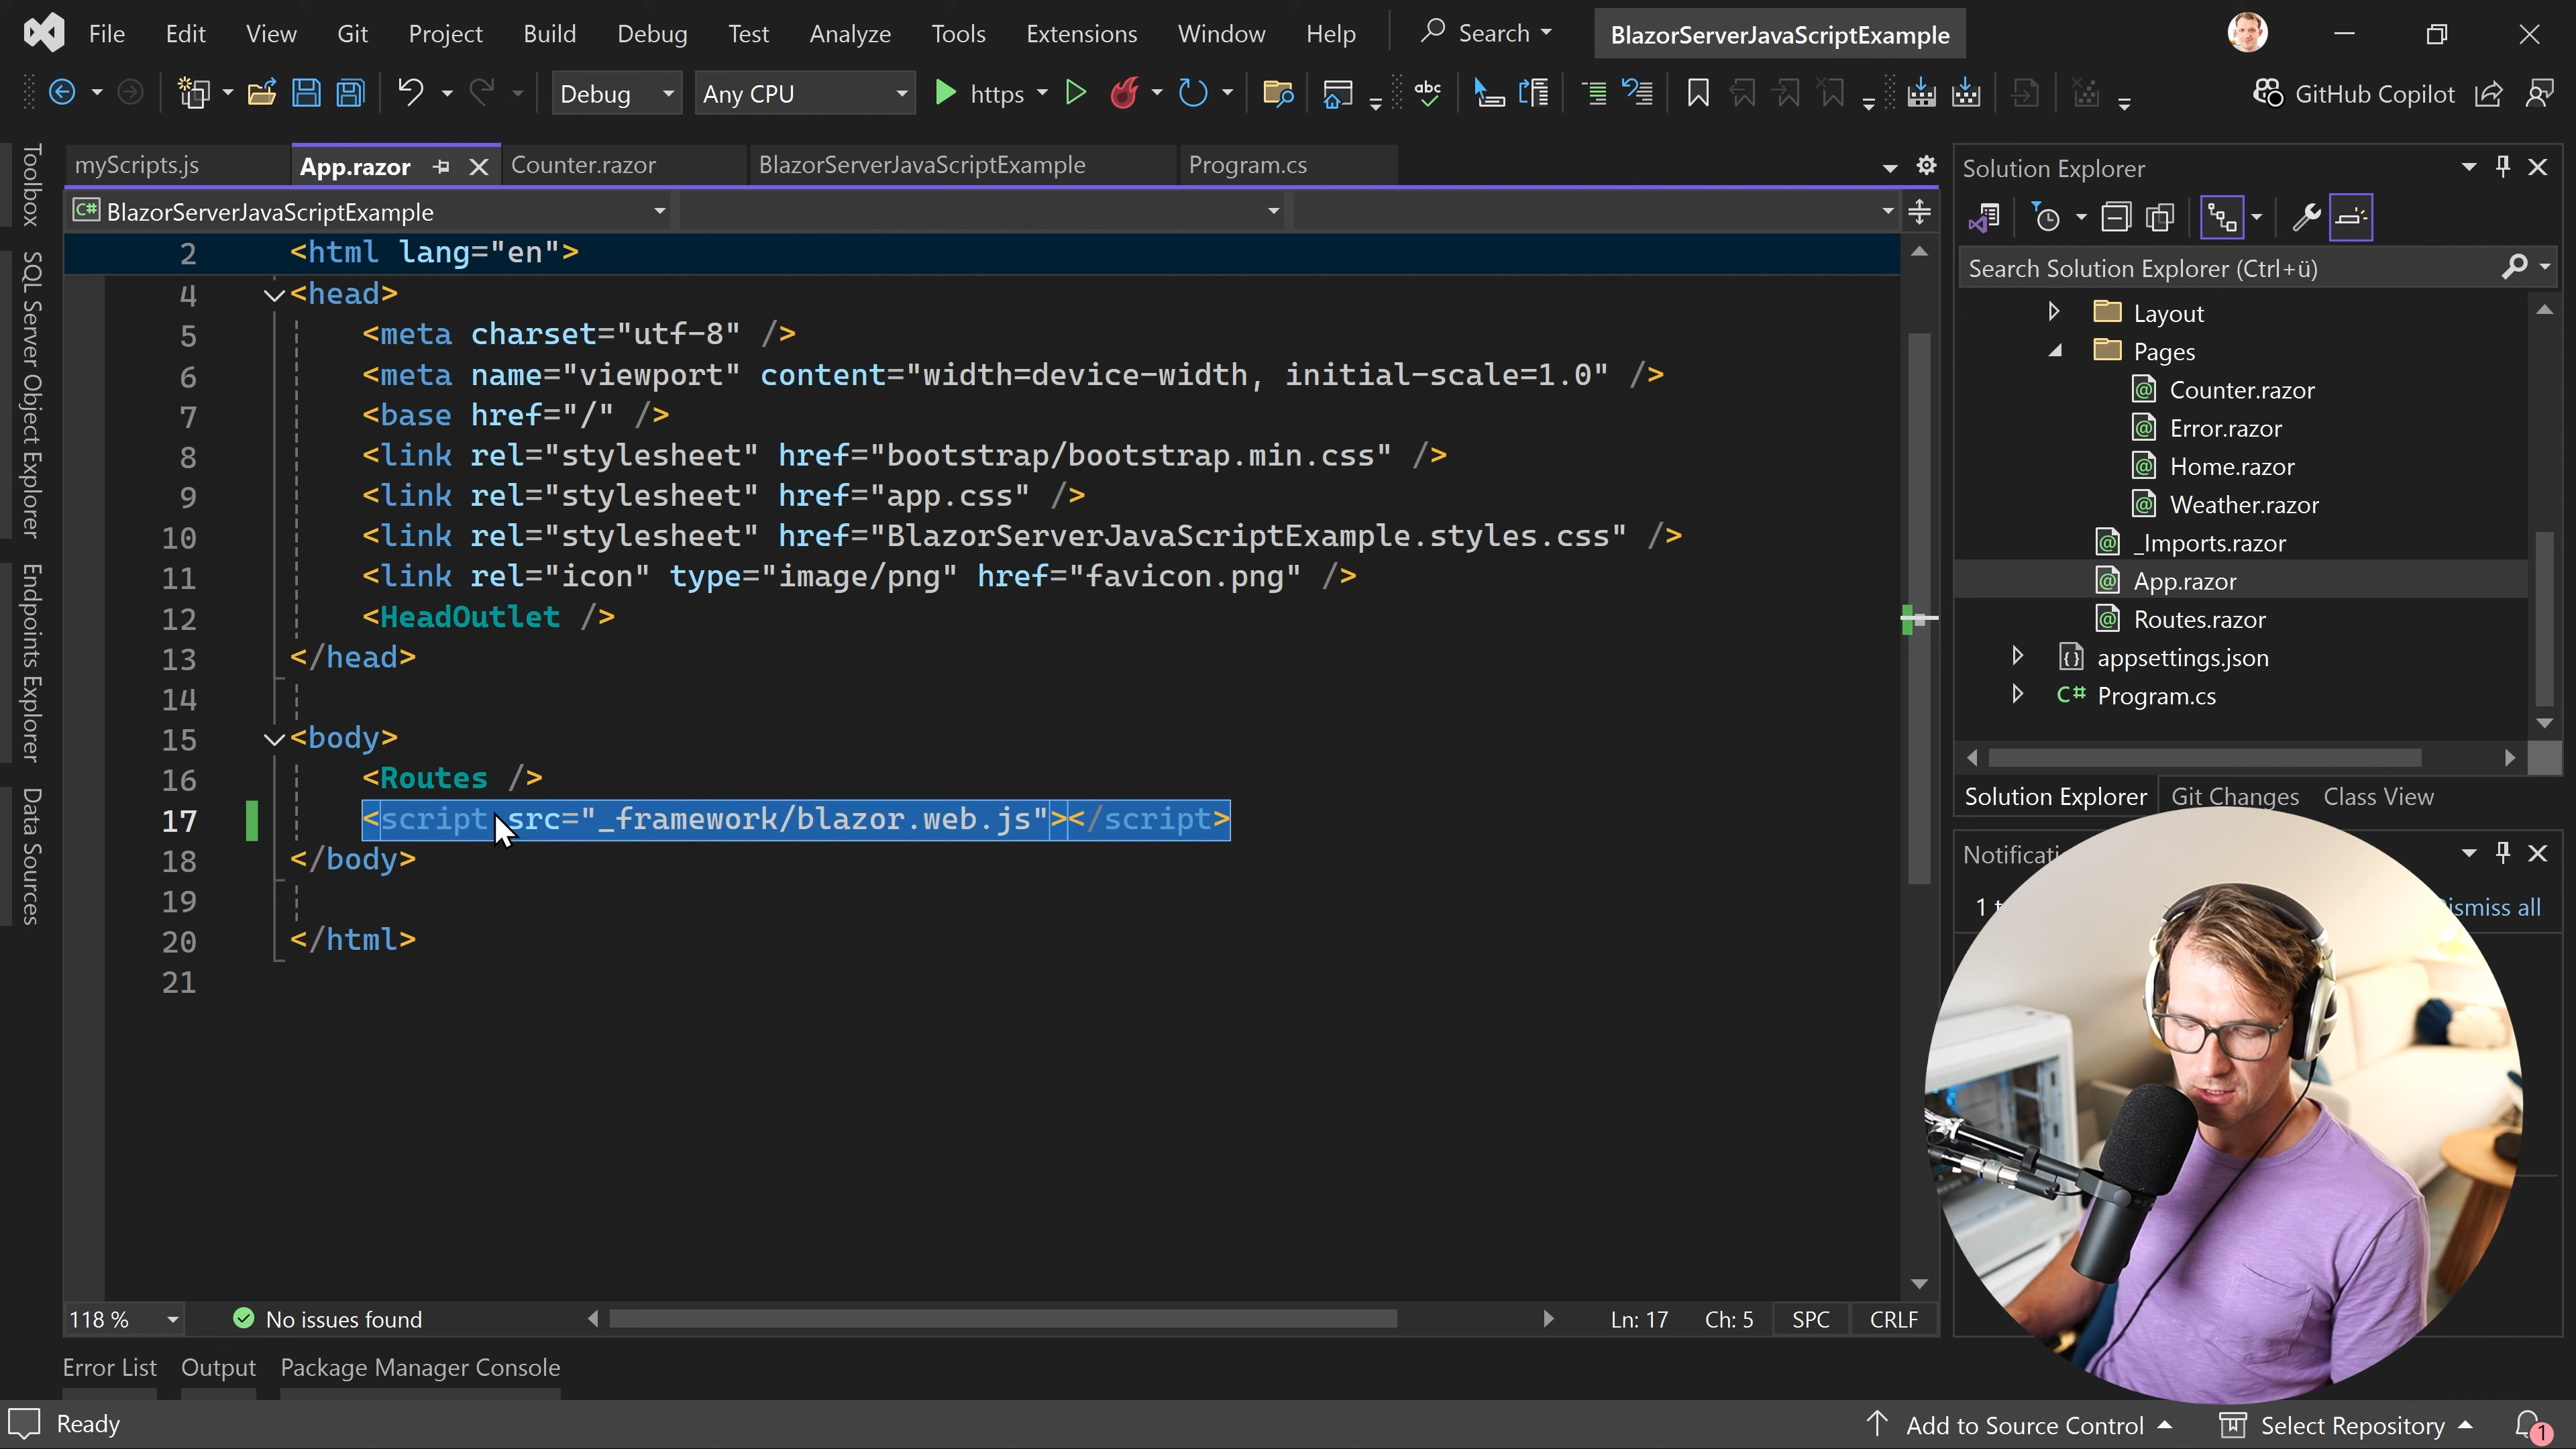 File Edit View Git Project Build Debug Test Analyze Tools Extensions Window Help Search BlazorServerJavaScriptExample
Debug Any CPU https abc GitHub Copilot
Toolbox
SQL Server Object Explorer
Endpoints Explorer
Data Sources
myScripts.js App.razor Counter.razor BlazorServerJavaScriptExample Program.cs
C# BlazorServerJavaScriptExample
2 <html lang="en">
4 <head>
5 <meta charset="utf-8" />
6 <meta name="viewport" content="width=device-width, initial-scale=1.0" />
7 <base href="/" />
8 <link rel="stylesheet" href="bootstrap/bootstrap.min.css" />
9 <link rel="stylesheet" href="app.css" />
10 <link rel="stylesheet" href="BlazorServerJavaScriptExample.styles.css" />
11 <link rel="icon" type="image/png" href="favicon.png" />
12 <HeadOutlet />
13 </head>
14
15 <body>
16 <Routes />
17 <script src="_framework/blazor.web.js"></script>
18 </body>
19
20 </html>
21
118 % No issues found Ln: 17 Ch: 5 SPC CRLF
Solution Explorer
Search Solution Explorer (Ctrl+ü)
Layout
Pages
Counter.razor
Error.razor
Home.razor
Weather.razor
_Imports.razor
App.razor
Routes.razor
appsettings.json
C# Program.cs
Solution Explorer Git Changes Class View
Notificati
1 t ismiss all
Error List Output Package Manager Console
Ready Add to Source Control Select Repository 1